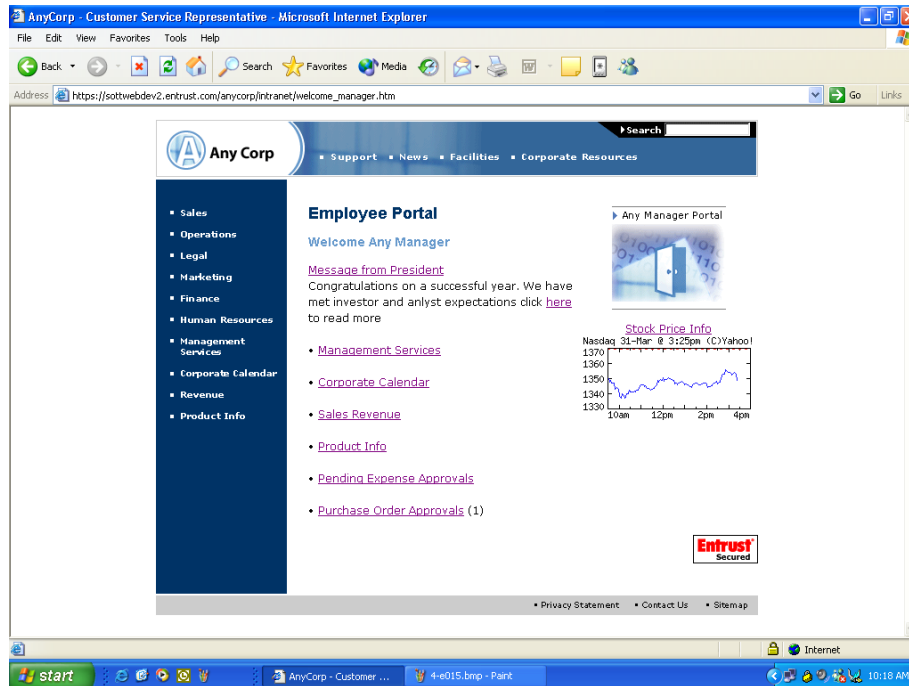 AnyCorp - Customer Service Representative - Microsoft Internet Explorer
File Edit View Favorites Tools Help
Back Search Favorites Media
Address https://sottwebdev2.entrust.com/anycorp/intranet/welcome_manager.htm Go Links
Any Corp
Search
Support News Facilities Corporate Resources
Sales
Operations
Legal
Marketing
Finance
Human Resources
Management
Services
Corporate Calendar
Revenue
Product Info
Employee Portal
Welcome Any Manager
Message from President
Congratulations on a successful year. We have
met investor and anlyst expectations click here
to read more
• Management Services
• Corporate Calendar
• Sales Revenue
• Product Info
• Pending Expense Approvals
• Purchase Order Approvals (1)
Any Manager Portal
Stock Price Info
Nasdaq 31-Mar @ 3:25pm (C)Yahoo!
1370
1360
1350
1340
1330
10am 12pm 2pm 4pm
Entrust
Secured
• Privacy Statement • Contact Us • Sitemap
Internet
start AnyCorp - Customer ... 4-e015.bmp - Paint 10:18 AM